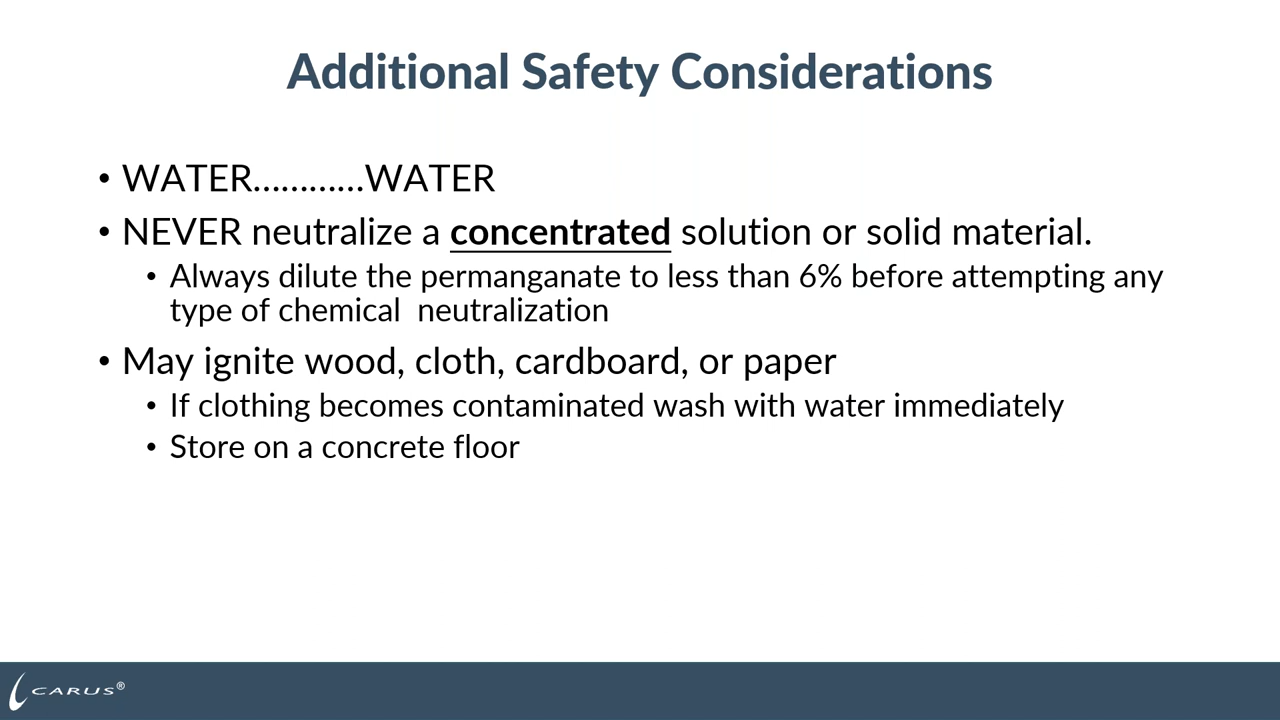 Additional Safety Considerations
• WATER............WATER
• NEVER neutralize a concentrated solution or solid material.
• Always dilute the permanganate to less than 6% before attempting any
type of chemical  neutralization
• May ignite wood, cloth, cardboard, or paper
• If clothing becomes contaminated wash with water immediately
• Store on a concrete floor
CARUS®